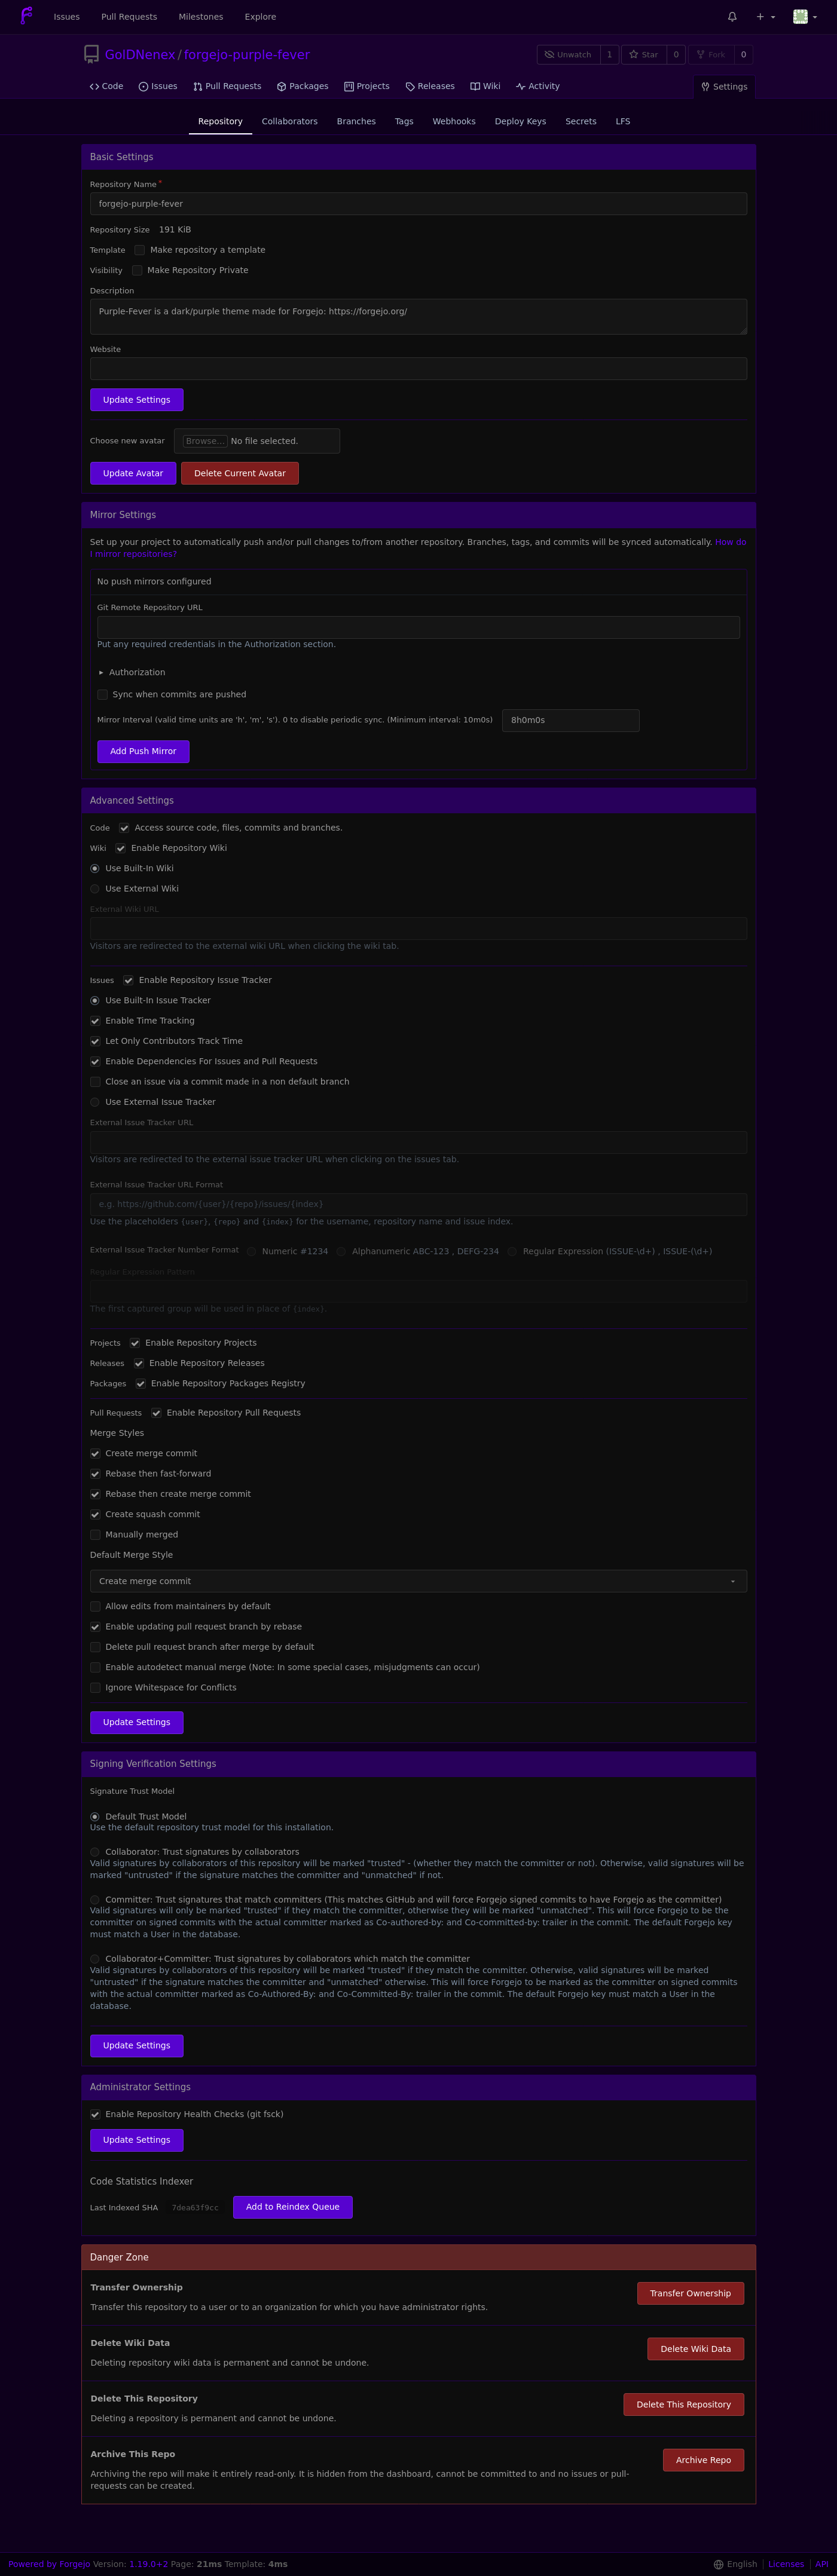 Issues Pull Requests Milestones Explore
GolDNenex / forgejo-purple-fever Unwatch 1 Star 0 Fork 0
Code Issues Pull Requests Packages Projects Releases Wiki Activity Settings
Repository Collaborators Branches Tags Webhooks Deploy Keys Secrets LFS
Basic Settings
Repository Name *
forgejo-purple-fever
Repository Size 191 KiB
Template Make repository a template
Visibility Make Repository Private
Description
Purple-Fever is a dark/purple theme made for Forgejo: https://forgejo.org/
Website
Update Settings
Choose new avatar Browse... No file selected.
Update Avatar Delete Current Avatar
Mirror Settings
Set up your project to automatically push and/or pull changes to/from another repository. Branches, tags, and commits will be synced automatically. How do
I mirror repositories?
No push mirrors configured
Git Remote Repository URL
Put any required credentials in the Authorization section.
Authorization
Sync when commits are pushed
Mirror Interval (valid time units are 'h', 'm', 's'). 0 to disable periodic sync. (Minimum interval: 10m0s) 8h0m0s
Add Push Mirror
Advanced Settings
Code Access source code, files, commits and branches.
Wiki Enable Repository Wiki
Use Built-In Wiki
Use External Wiki
External Wiki URL
Visitors are redirected to the external wiki URL when clicking the wiki tab.
Issues Enable Repository Issue Tracker
Use Built-In Issue Tracker
Enable Time Tracking
Let Only Contributors Track Time
Enable Dependencies For Issues and Pull Requests
Close an issue via a commit made in a non default branch
Use External Issue Tracker
External Issue Tracker URL
Visitors are redirected to the external issue tracker URL when clicking on the issues tab.
External Issue Tracker URL Format
e.g. https://github.com/{user}/{repo}/issues/{index}
Use the placeholders {user}, {repo} and {index} for the username, repository name and issue index.
External Issue Tracker Number Format Numeric #1234 Alphanumeric ABC-123 , DEFG-234 Regular Expression (ISSUE-\d+) , ISSUE-(\d+)
Regular Expression Pattern
The first captured group will be used in place of {index}.
Projects Enable Repository Projects
Releases Enable Repository Releases
Packages Enable Repository Packages Registry
Pull Requests Enable Repository Pull Requests
Merge Styles
Create merge commit
Rebase then fast-forward
Rebase then create merge commit
Create squash commit
Manually merged
Default Merge Style
Create merge commit
Allow edits from maintainers by default
Enable updating pull request branch by rebase
Delete pull request branch after merge by default
Enable autodetect manual merge (Note: In some special cases, misjudgments can occur)
Ignore Whitespace for Conflicts
Update Settings
Signing Verification Settings
Signature Trust Model
Default Trust Model
Use the default repository trust model for this installation.
Collaborator: Trust signatures by collaborators
Valid signatures by collaborators of this repository will be marked "trusted" - (whether they match the committer or not). Otherwise, valid signatures will be
marked "untrusted" if the signature matches the committer and "unmatched" if not.
Committer: Trust signatures that match committers (This matches GitHub and will force Forgejo signed commits to have Forgejo as the committer)
Valid signatures will only be marked "trusted" if they match the committer, otherwise they will be marked "unmatched". This will force Forgejo to be the
committer on signed commits with the actual committer marked as Co-authored-by: and Co-committed-by: trailer in the commit. The default Forgejo key
must match a User in the database.
Collaborator+Committer: Trust signatures by collaborators which match the committer
Valid signatures by collaborators of this repository will be marked "trusted" if they match the committer. Otherwise, valid signatures will be marked
"untrusted" if the signature matches the committer and "unmatched" otherwise. This will force Forgejo to be marked as the committer on signed commits
with the actual committer marked as Co-Authored-By: and Co-Committed-By: trailer in the commit. The default Forgejo key must match a User in the
database.
Update Settings
Administrator Settings
Enable Repository Health Checks (git fsck)
Update Settings
Code Statistics Indexer
Last Indexed SHA 7dea63f9cc Add to Reindex Queue
Danger Zone
Transfer Ownership
Transfer this repository to a user or to an organization for which you have administrator rights.
Transfer Ownership
Delete Wiki Data
Deleting repository wiki data is permanent and cannot be undone.
Delete Wiki Data
Delete This Repository
Deleting a repository is permanent and cannot be undone.
Delete This Repository
Archive This Repo
Archiving the repo will make it entirely read-only. It is hidden from the dashboard, cannot be committed to and no issues or pull-
requests can be created.
Archive Repo
Powered by Forgejo Version: 1.19.0+2 Page: 21ms Template: 4ms English Licenses API